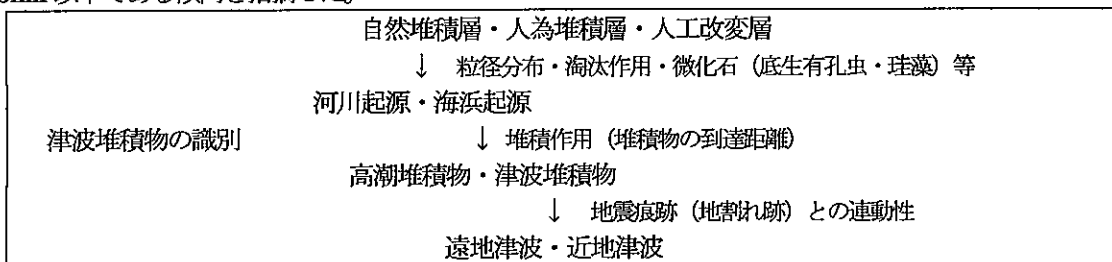 自然堆積層・人為堆積層・人工改変層
↓ 粒径分布・淘汰作用・微化石（底生有孔虫・珪藻）等
河川起源・海浜起源
津波堆積物の識別 ↓ 堆積作用（堆積物の到達距離）
高潮堆積物・津波堆積物
↓ 地震痕跡（地割れ跡）との連動性
遠地津波・近地津波